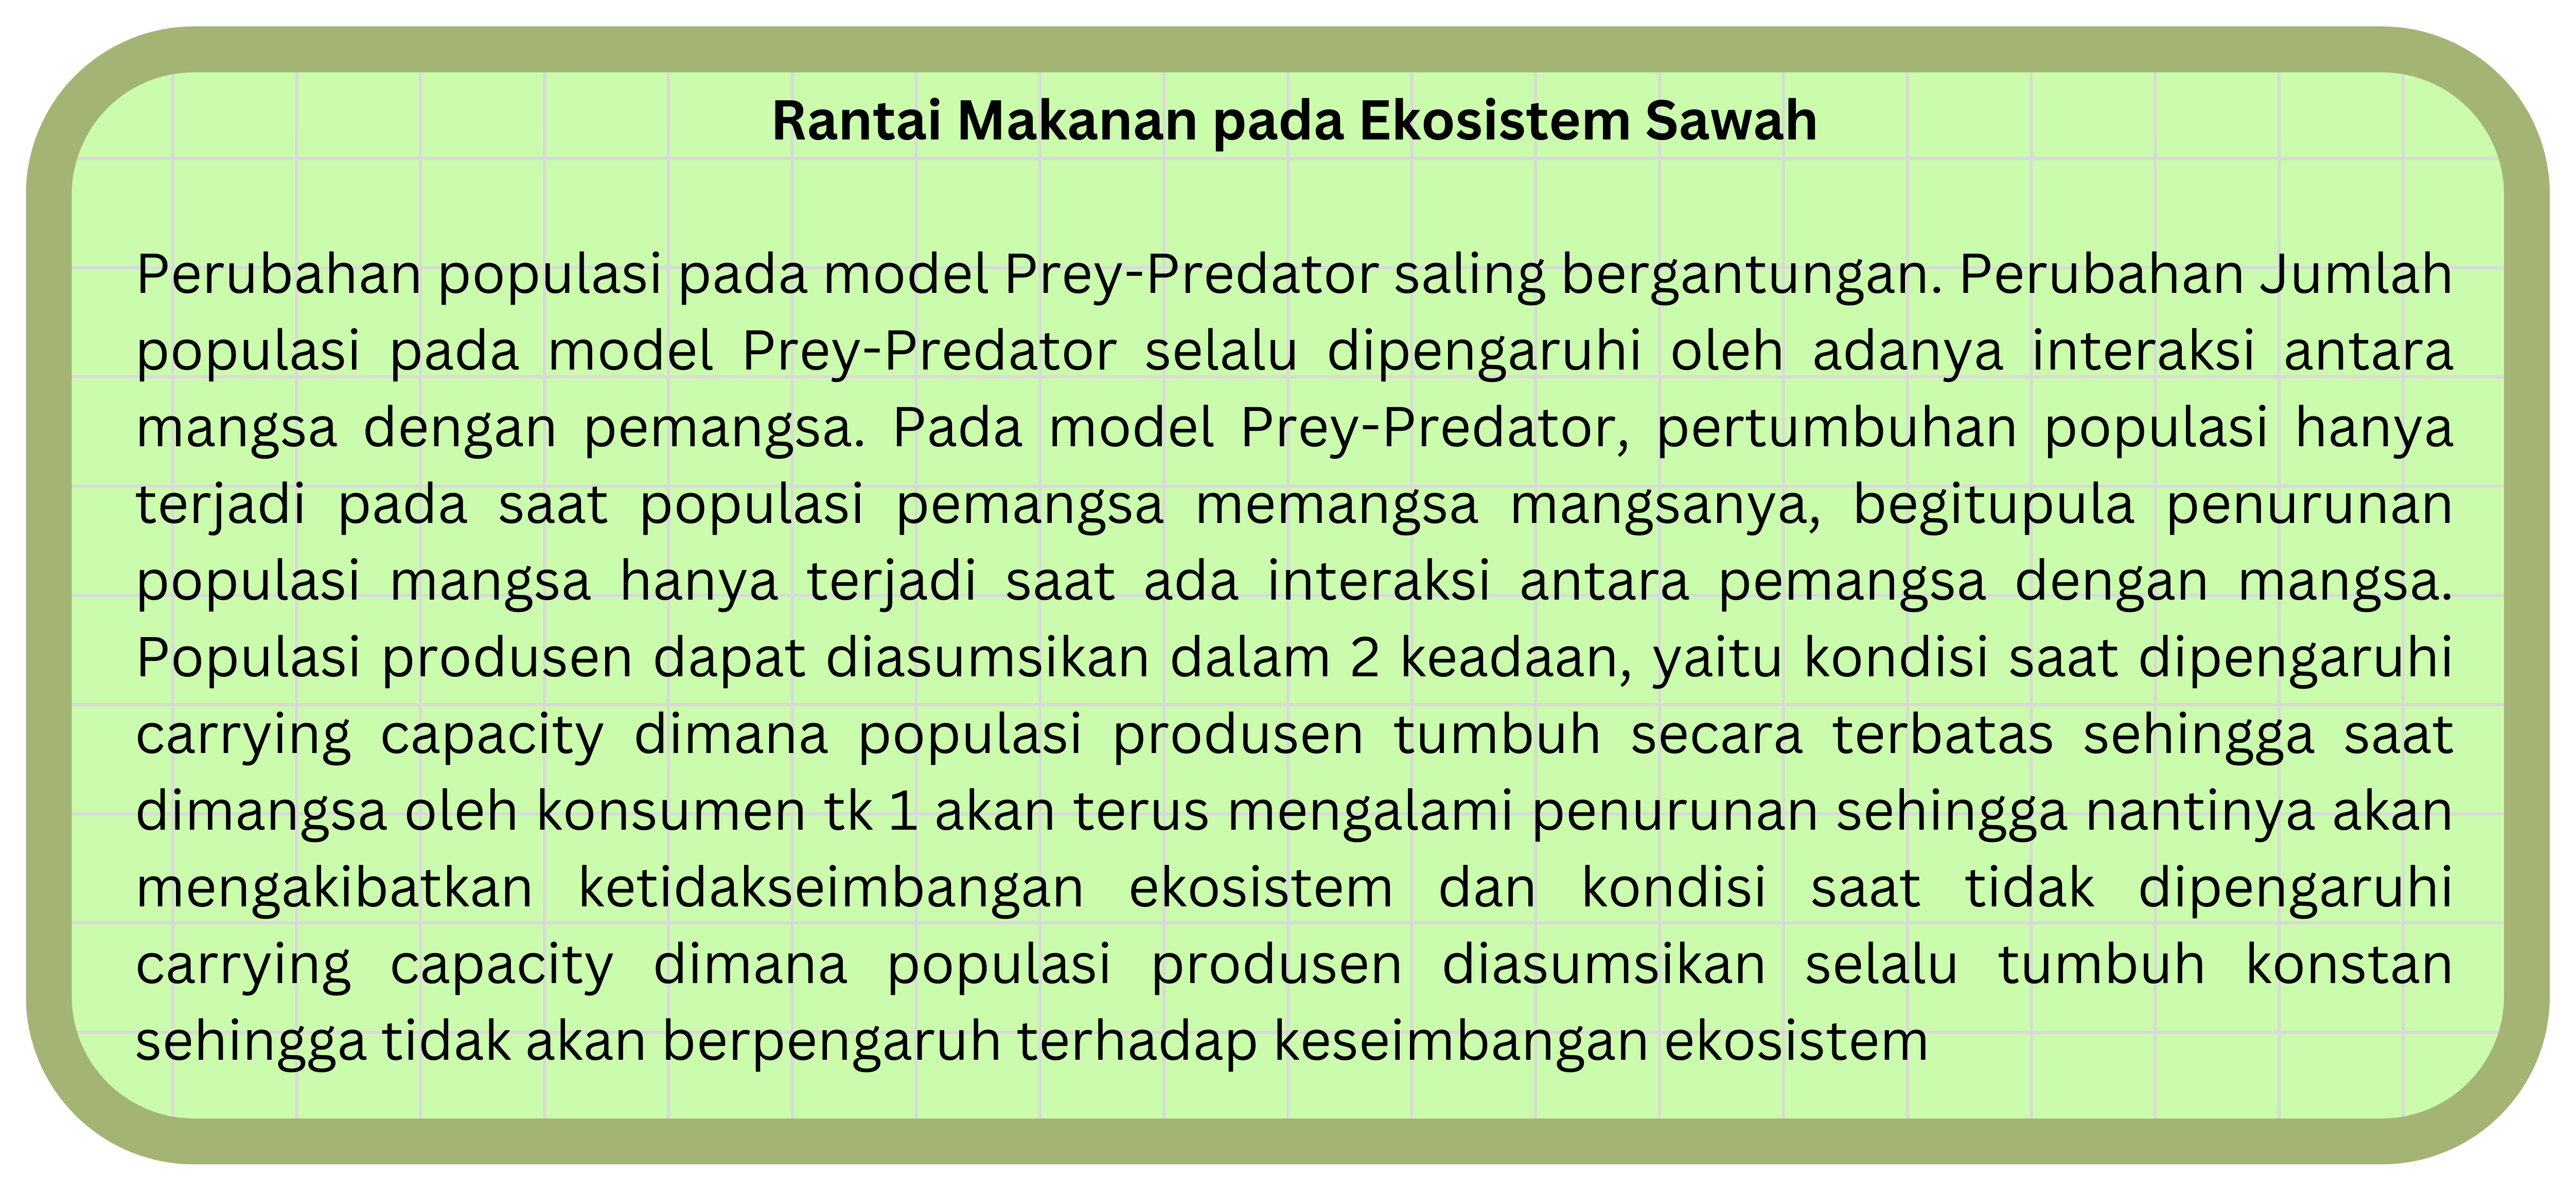 Rantai Makanan pada Ekosistem Sawah
Perubahan populasi pada model Prey-Predator saling bergantungan. Perubahan Jumlah
populasi pada model Prey-Predator selalu dipengaruhi oleh adanya interaksi antara
mangsa dengan pemangsa. Pada model Prey-Predator, pertumbuhan populasi hanya
terjadi pada saat populasi pemangsa memangsa mangsanya, begitupula penurunan
populasi mangsa hanya terjadi saat ada interaksi antara pemangsa dengan mangsa.
Populasi produsen dapat diasumsikan dalam 2 keadaan, yaitu kondisi saat dipengaruhi
carrying capacity dimana populasi produsen tumbuh secara terbatas sehingga saat
dimangsa oleh konsumen tk 1 akan terus mengalami penurunan sehingga nantinya akan
mengakibatkan ketidakseimbangan ekosistem dan kondisi saat tidak dipengaruhi
carrying capacity dimana populasi produsen diasumsikan selalu tumbuh konstan
sehingga tidak akan berpengaruh terhadap keseimbangan ekosistem